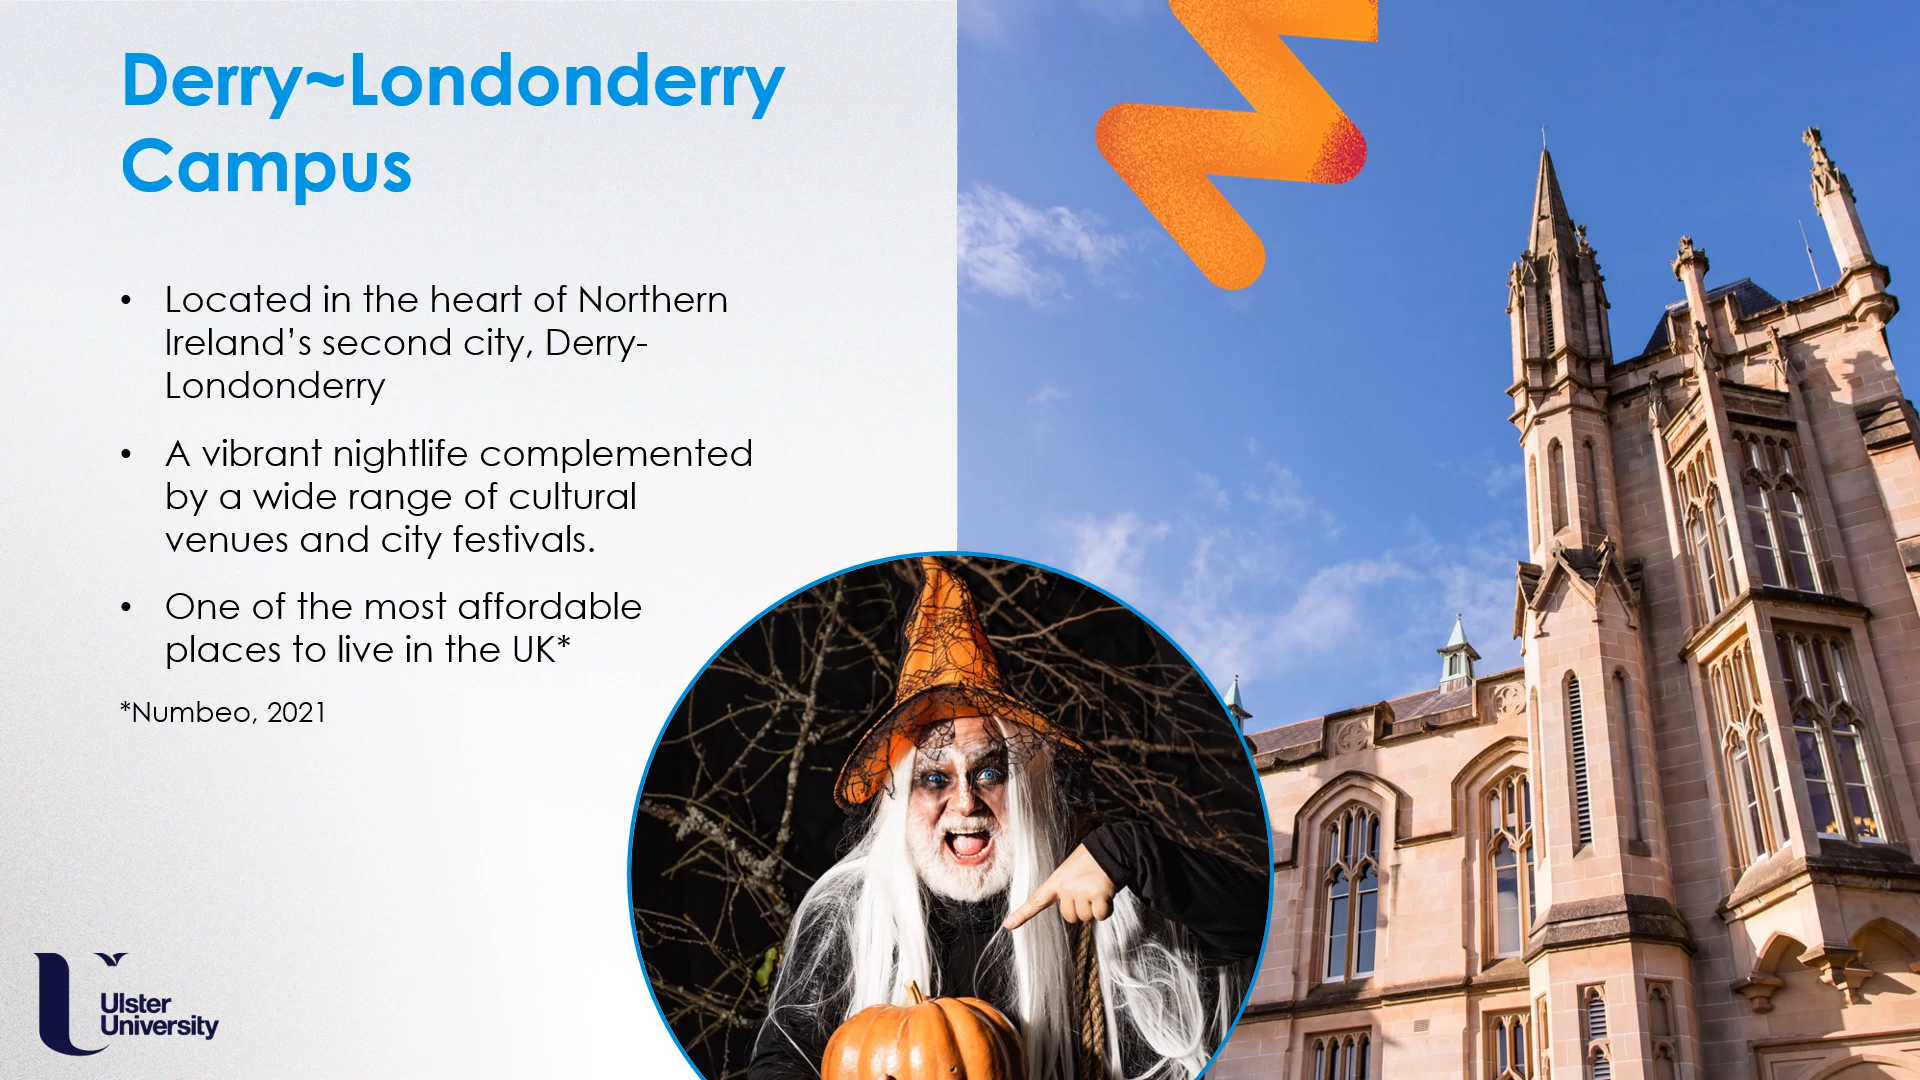 Derry~Londonderry
Campus
• Located in the heart of Northern
Ireland’s second city, Derry-
Londonderry
• A vibrant nightlife complemented
by a wide range of cultural
venues and city festivals.
• One of the most affordable
places to live in the UK*
*Numbeo, 2021
Ulster
University